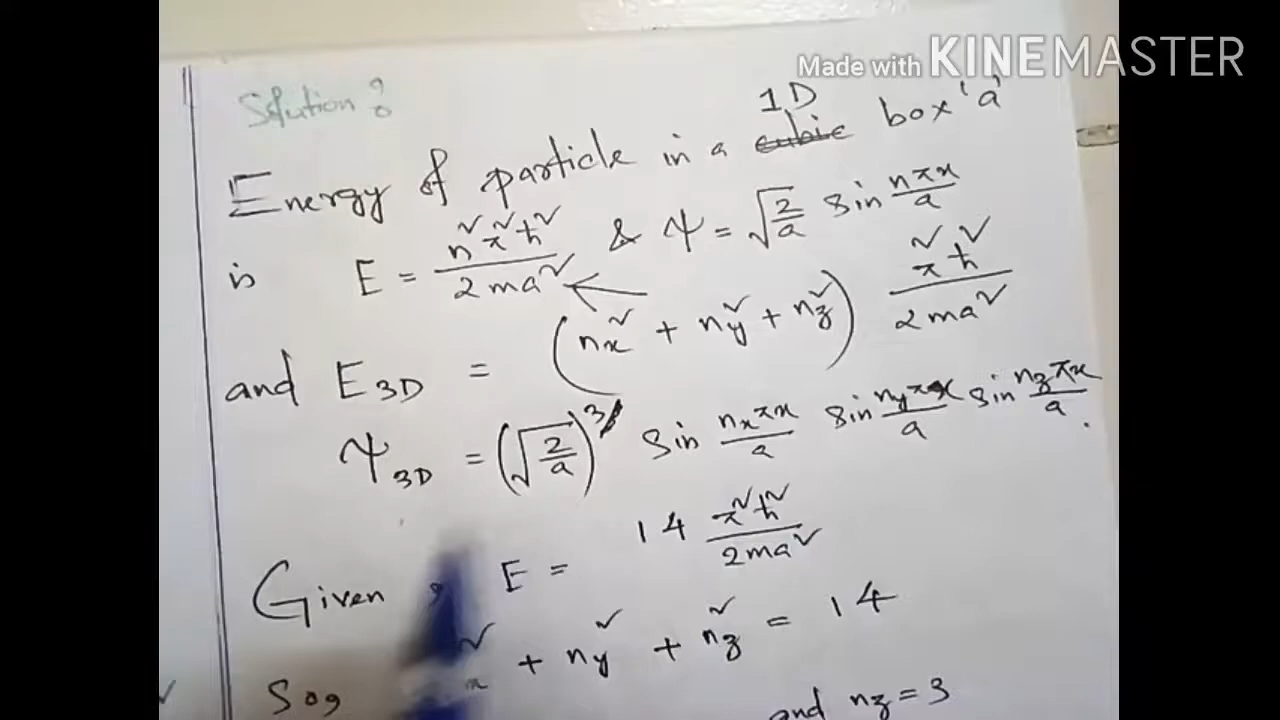 Made with KINEMASTER
Solution :
Energy of particle in a 1D cubic box 'a'
is E = n²π²ħ² / 2ma² & Ψ = √(2/a) sin nπx/a
and E3D = (nx² + ny² + nz²) π²ħ² / 2ma²
Ψ3D = (√(2/a))³ sin nxπx/a sin nyπx/a sin nzπx/a .
Given E = 14 π²ħ² / 2ma²
So, + ny² + nz² = 14
and nz = 3